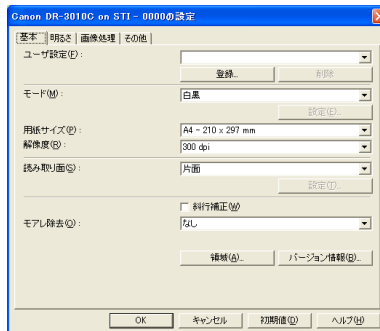 Canon DR-3010C on STI - 0000の設定
基本 明るさ 画像処理 その他
ユーザ設定(F):
登録... 削除
モード(M): 白黒
設定(E)...
用紙サイズ(P): A4 - 210 x 297 mm
解像度(R): 300 dpi
読み取り面(S): 片面
設定(T)...
斜行補正(W)
モアレ除去(O): なし
領域(A)... バージョン情報(B)...
OK キャンセル 初期値(D) ヘルプ(H)